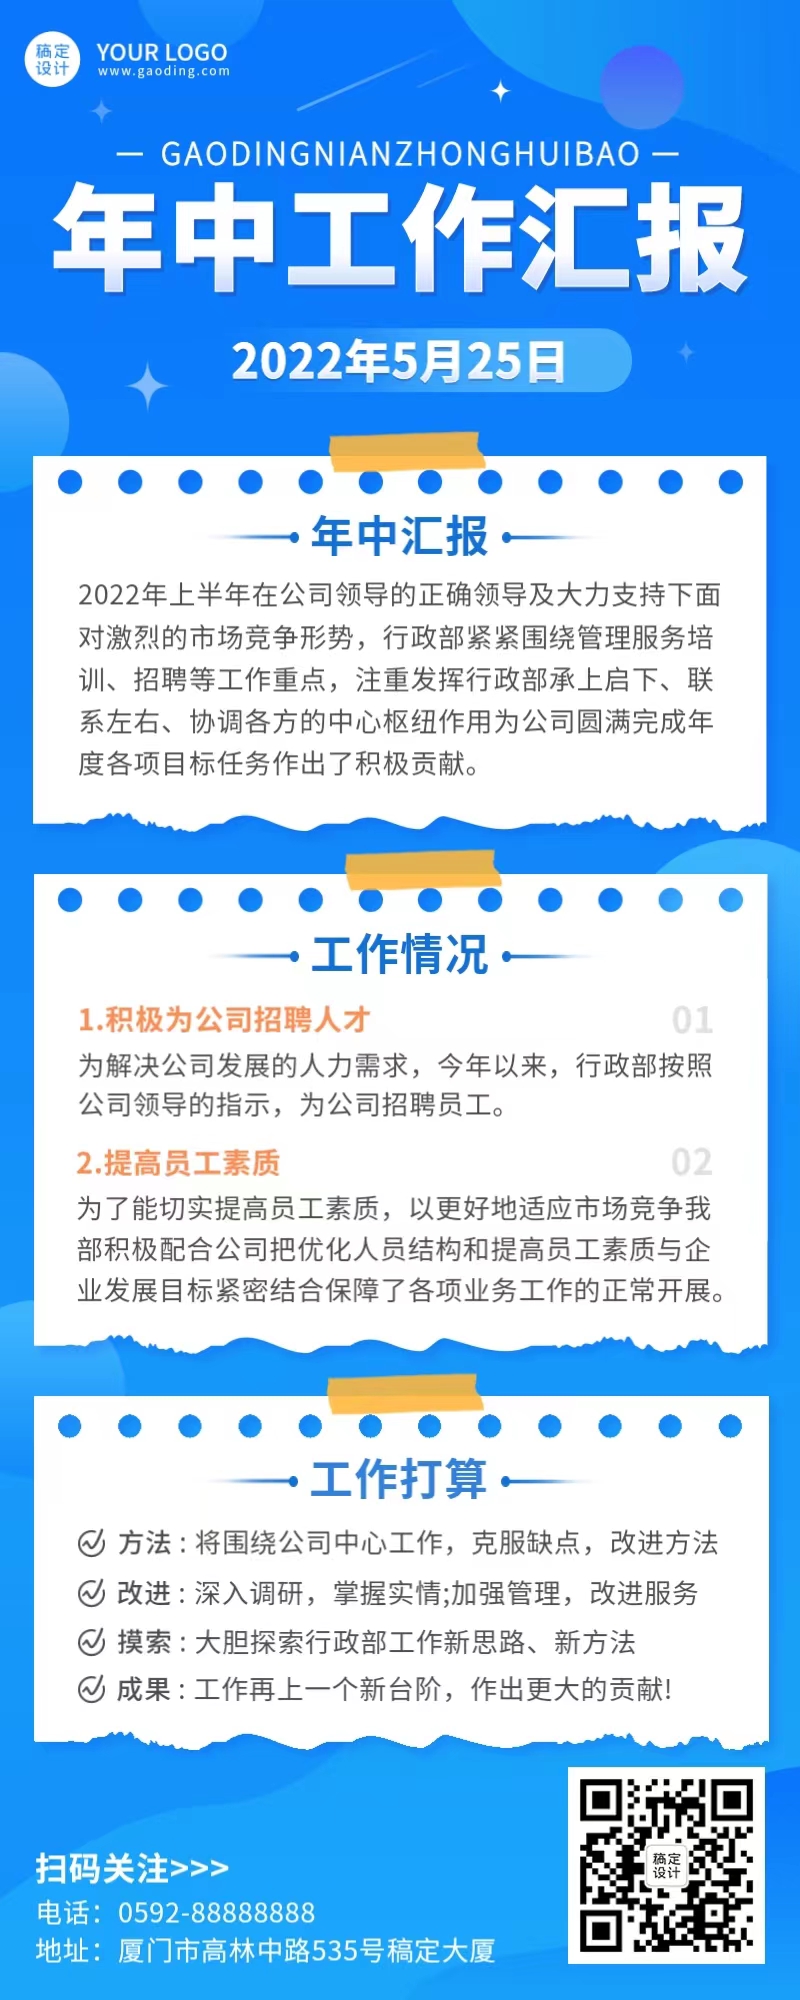 稿定
设计
YOUR LOGO
www.gaoding.com
— GAODINGNIANZHONGHUIBAO —
年中工作汇报
2022年5月25日
年中汇报
2022年上半年在公司领导的正确领导及大力支持下面
对激烈的市场竞争形势，行政部紧紧围绕管理服务培
训、招聘等工作重点，注重发挥行政部承上启下、联
系左右、协调各方的中心枢纽作用为公司圆满完成年
度各项目标任务作出了积极贡献。
工作情况
1.积极为公司招聘人才
01
为解决公司发展的人力需求，今年以来，行政部按照
公司领导的指示，为公司招聘员工。
2.提高员工素质
02
为了能切实提高员工素质，以更好地适应市场竞争我
部积极配合公司把优化人员结构和提高员工素质与企
业发展目标紧密结合保障了各项业务工作的正常开展。
工作打算
方法：将围绕公司中心工作，克服缺点，改进方法
改进：深入调研，掌握实情;加强管理，改进服务
摸索：大胆探索行政部工作新思路、新方法
成果：工作再上一个新台阶，作出更大的贡献!
稿定
设计
扫码关注>>>
电话：0592-88888888
地址：厦门市高林中路535号稿定大厦